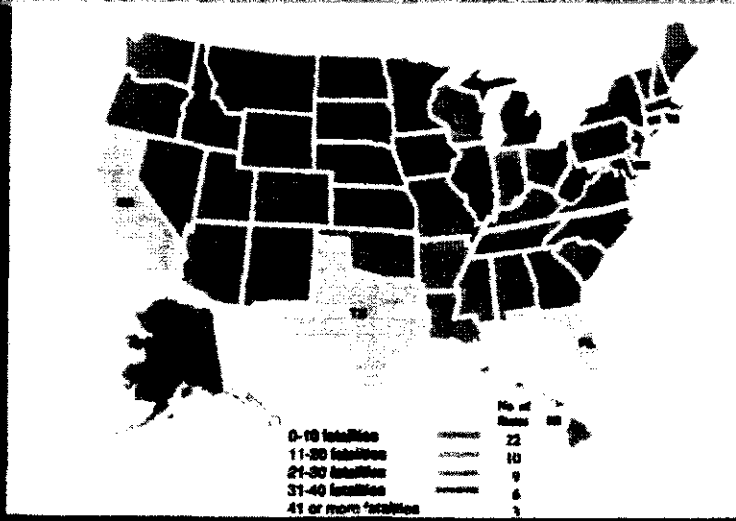 No. of
States
0-10 fatalities 22
11-20 fatalities 10
21-30 fatalities 9
31-40 fatalities 6
41 or more fatalities 3